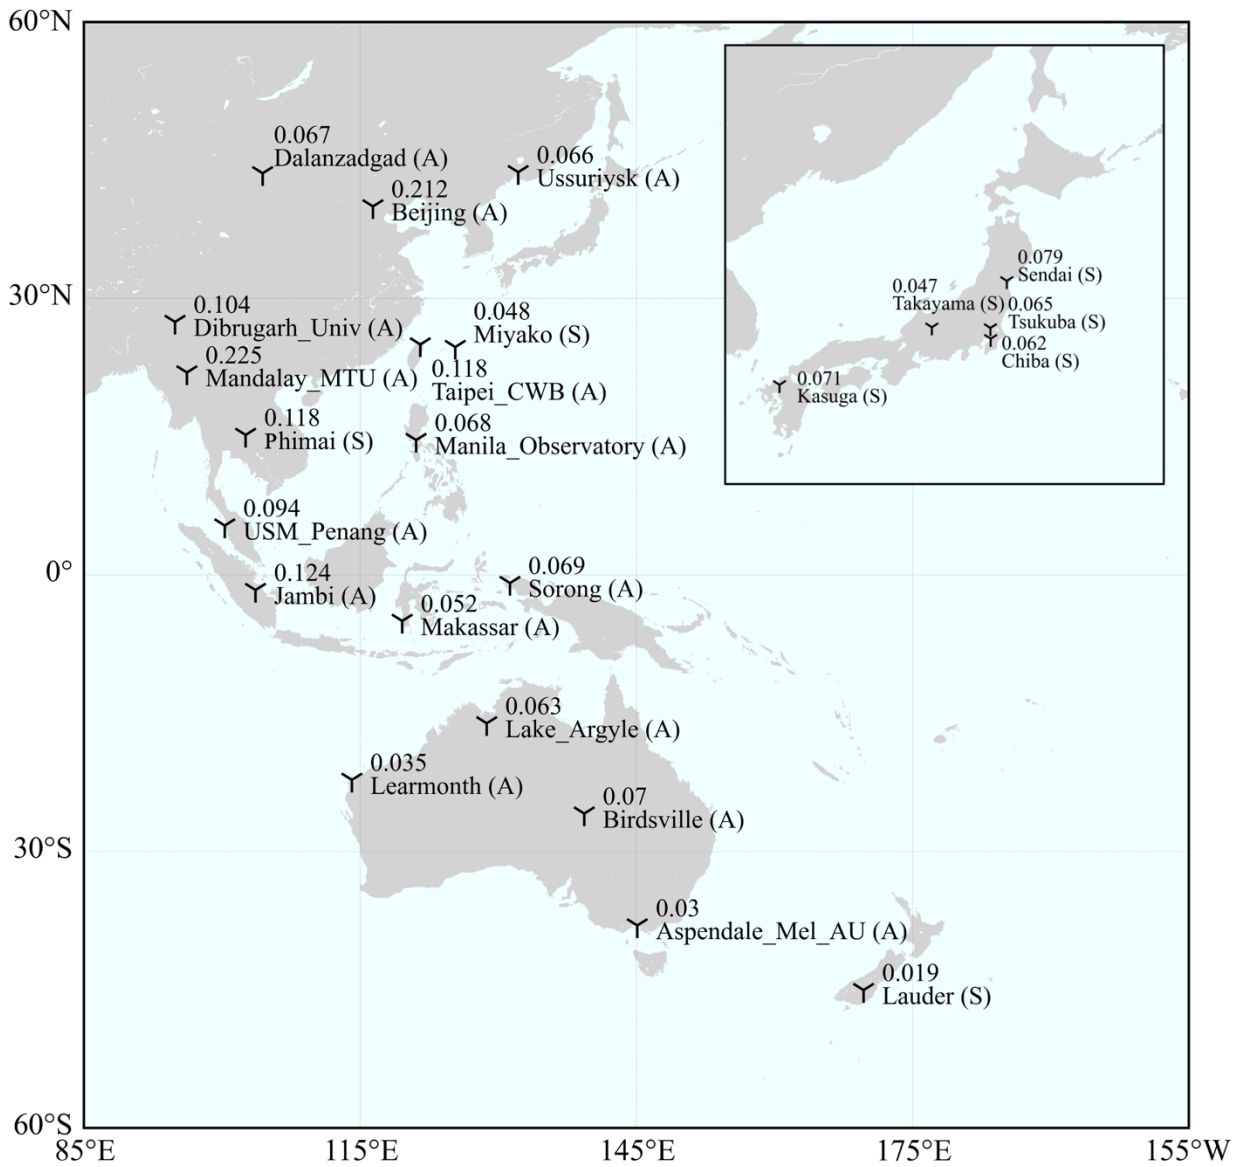 60°N
0.067
Dalanzadgad (A)
0.066
Ussuriysk (A)
0.212
Beijing (A)
0.079
Sendai (S)
0.047
Takayama (S)
0.065
Tsukuba (S)
0.062
Chiba (S)
0.071
Kasuga (S)
30°N
0.104
Dibrugarh_Univ (A)
0.048
Miyako (S)
0.225
Mandalay_MTU (A)
0.118
Taipei_CWB (A)
0.118
Phimai (S)
0.068
Manila_Observatory (A)
0.094
USM_Penang (A)
0°
0.124
Jambi (A)
0.069
Sorong (A)
0.052
Makassar (A)
0.063
Lake_Argyle (A)
0.035
Learmonth (A)
0.07
Birdsville (A)
30°S
0.03
Aspendale_Mel_AU (A)
0.019
Lauder (S)
60°S
85°E
115°E
145°E
175°E
155°W